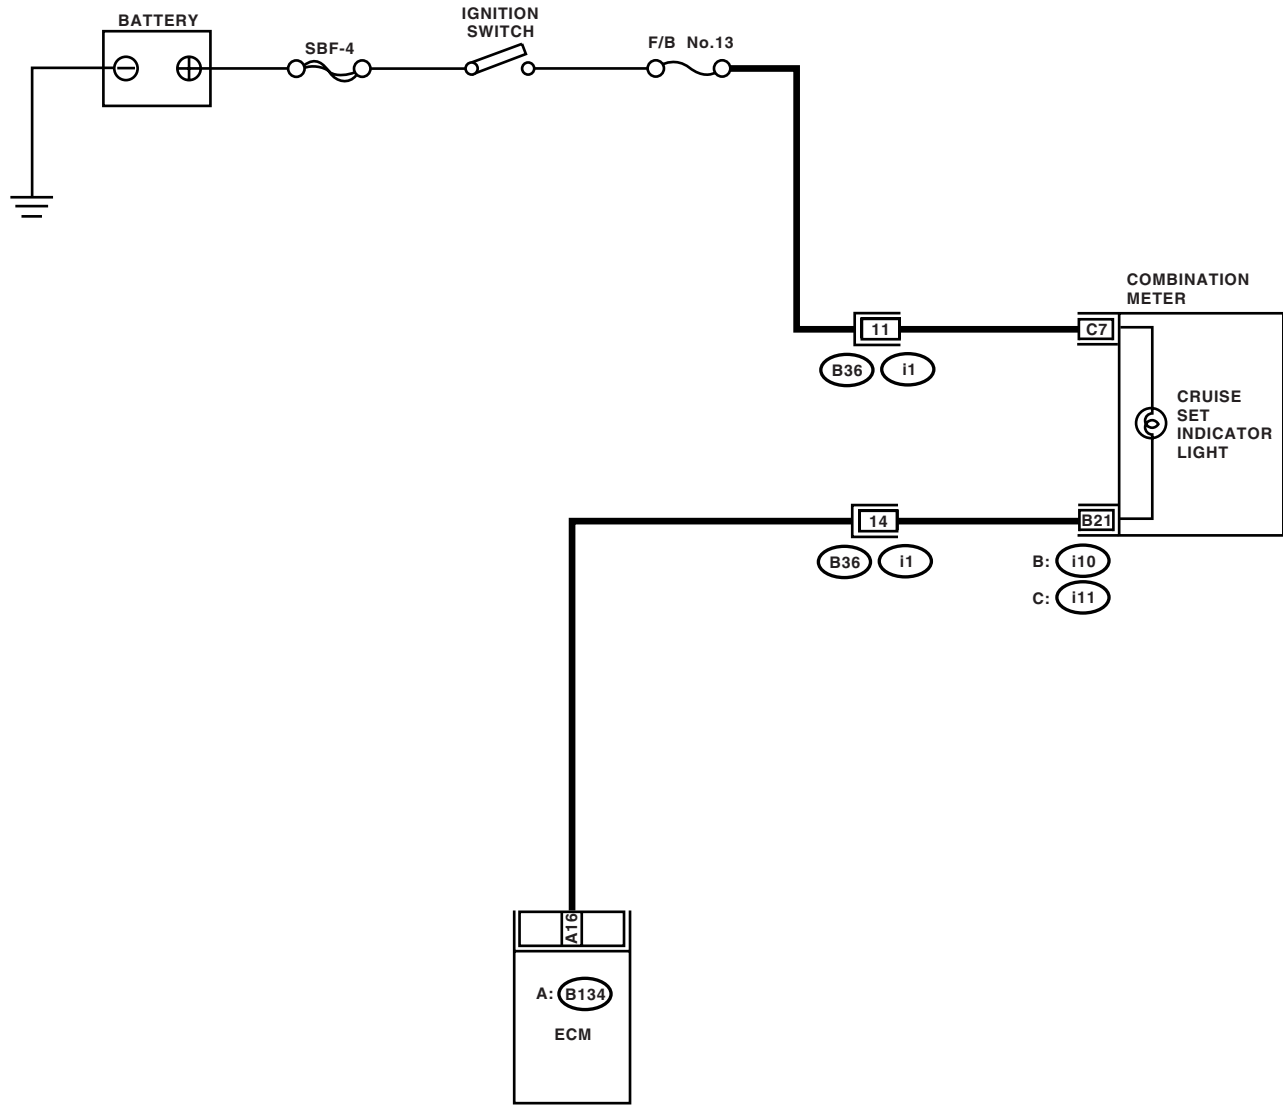 BATTERY
SBF-4
IGNITION
SWITCH
F/B No.13
COMBINATION
METER
11
C7
B36
i1
CRUISE
SET
INDICATOR
LIGHT
14
B21
B36
i1
B: i10
C: i11
A16
A: B134
ECM